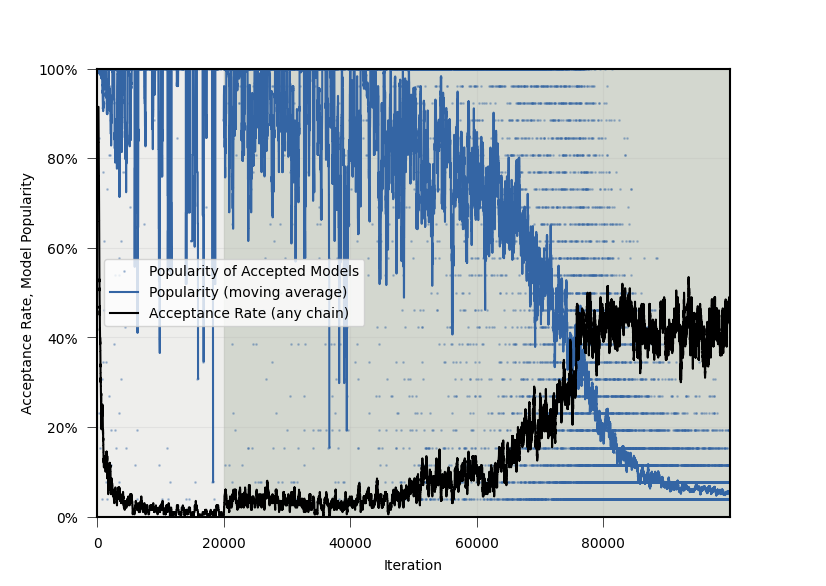 100%
80%
60%
40%
20%
0%
Acceptance Rate, Model Popularity
Popularity of Accepted Models
Popularity (moving average)
Acceptance Rate (any chain)
0
20000
40000
60000
80000
Iteration